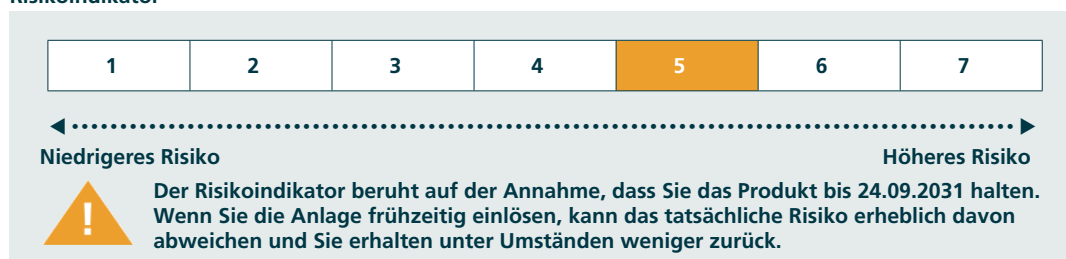 Risikoindikator
1 2 3 4 5 6 7
Niedrigeres Risiko Höheres Risiko
! Der Risikoindikator beruht auf der Annahme, dass Sie das Produkt bis 24.09.2031 halten.
Wenn Sie die Anlage frühzeitig einlösen, kann das tatsächliche Risiko erheblich davon
abweichen und Sie erhalten unter Umständen weniger zurück.